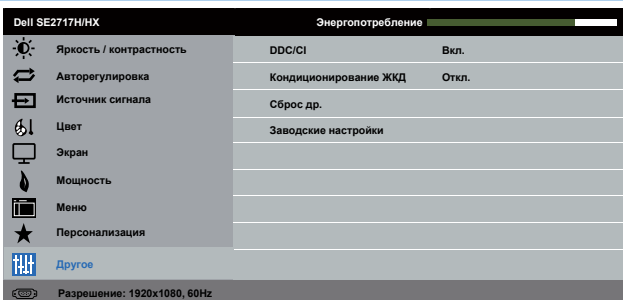 Dell SE2717H/HX Энергопотребление
Яркость / контрастность DDC/CI Вкл.
Авторегулировка Кондиционирование ЖКД Откл.
Источник сигнала Сброс др.
Цвет Заводские настройки
Экран
Мощность
Меню
Персонализация
Другое
Разрешение: 1920x1080, 60Hz